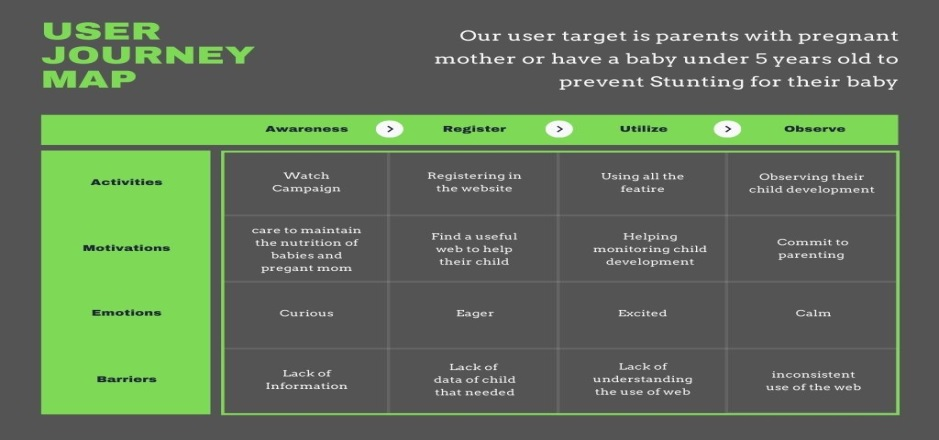 USER
JOURNEY
MAP
Our user target is parents with pregnant
mother or have a baby under 5 years old to
prevent Stunting for their baby
Awareness > Register > Utilize > Observe
Activities
Watch
Campaign
Registering in
the website
Using all the
featire
Observing their
child development
Motivations
care to maintain
the nutrition of
babies and
pregant mom
Find a useful
web to help
their child
Helping
monitoring child
development
Commit to
parenting
Emotions
Curious
Eager
Excited
Calm
Barriers
Lack of
Information
Lack of
data of child
that needed
Lack of
understanding
the use of web
inconsistent
use of the web